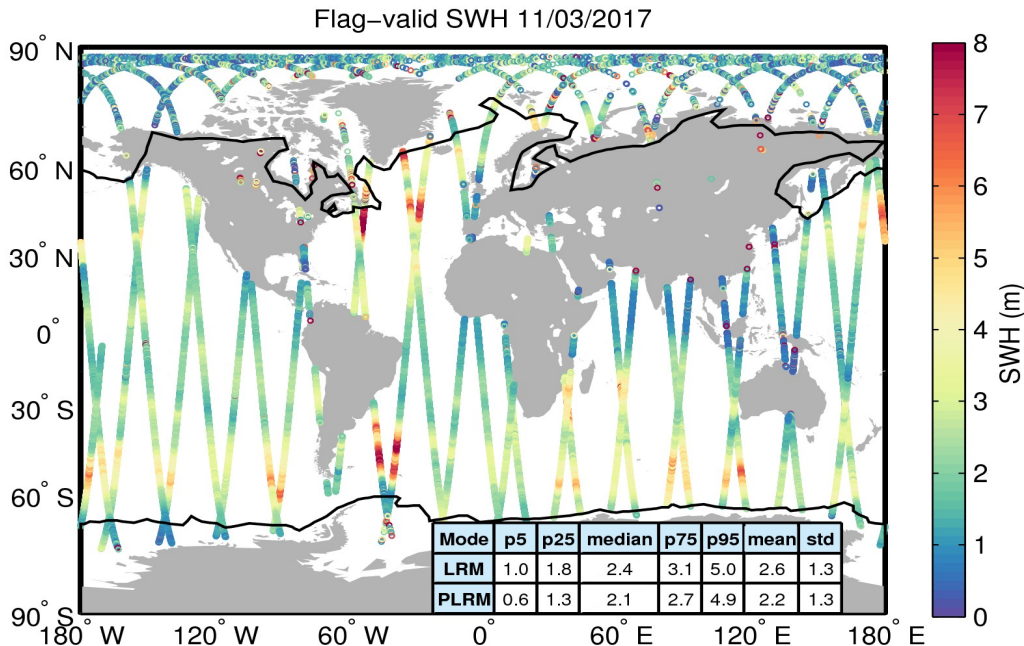 Flag−valid SWH 11/03/2017
90° N
60° N
30° N
0°
30° S
60° S
90° S
180° W
120° W
60° W
0°
60° E
120° E
180° E
8
7
6
5
4
3
2
1
0
SWH (m)
Mode p5 p25 median p75 p95 mean std
LRM 1.0 1.8 2.4 3.1 5.0 2.6 1.3
PLRM 0.6 1.3 2.1 2.7 4.9 2.2 1.3